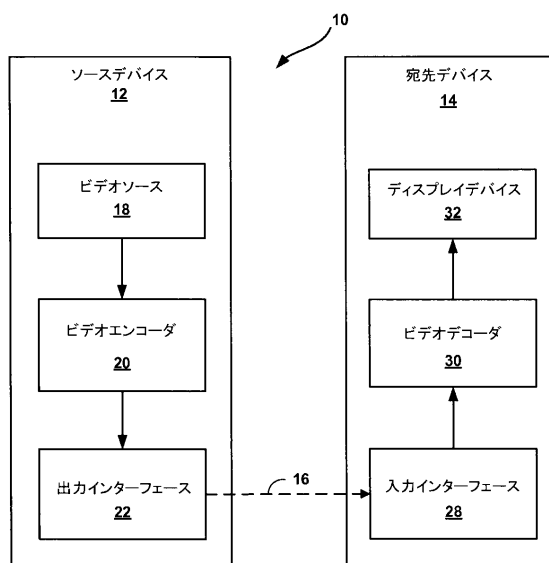 10
ソースデバイス
12
ビデオソース
18
ビデオエンコーダ
20
出力インターフェース
22
16
宛先デバイス
14
ディスプレイデバイス
32
ビデオデコーダ
30
入力インターフェース
28